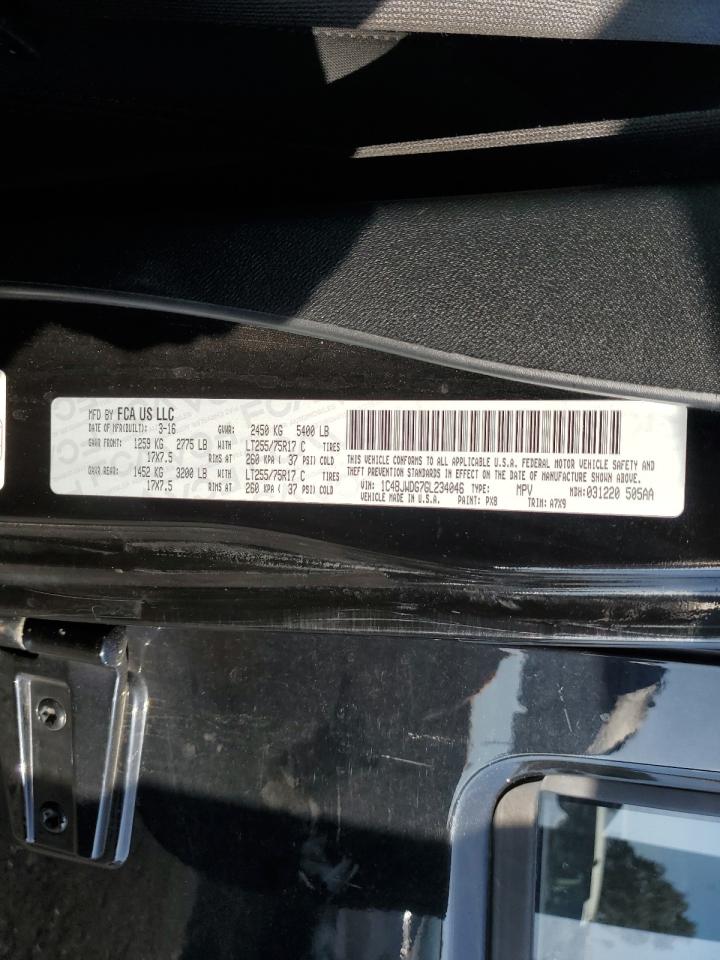 MFD BY FCA US LLC
DATE OF MFR(BUILT): 3-16 GVWR: 2450 KG 5400 LB
GAWR FRONT: 1259 KG 2775 LB WITH LT255/75R17 C TIRES
17X7.5 RIMS AT 260 KPA ( 37 PSI) COLD
GAWR REAR: 1452 KG 3200 LB WITH LT255/75R17 C TIRES
17X7.5 RIMS AT 260 KPA ( 37 PSI) COLD
THIS VEHICLE CONFORMS TO ALL APPLICABLE U.S.A. FEDERAL MOTOR VEHICLE SAFETY AND
THEFT PREVENTION STANDARDS IN EFFECT ON THE DATE OF MANUFACTURE SHOWN ABOVE.
VIN: 1C4BJWDG7GL234046 TYPE: MPV MDH: 031220 505AA
VEHICLE MADE IN U.S.A. PAINT: PX8 TRIM: A7X9